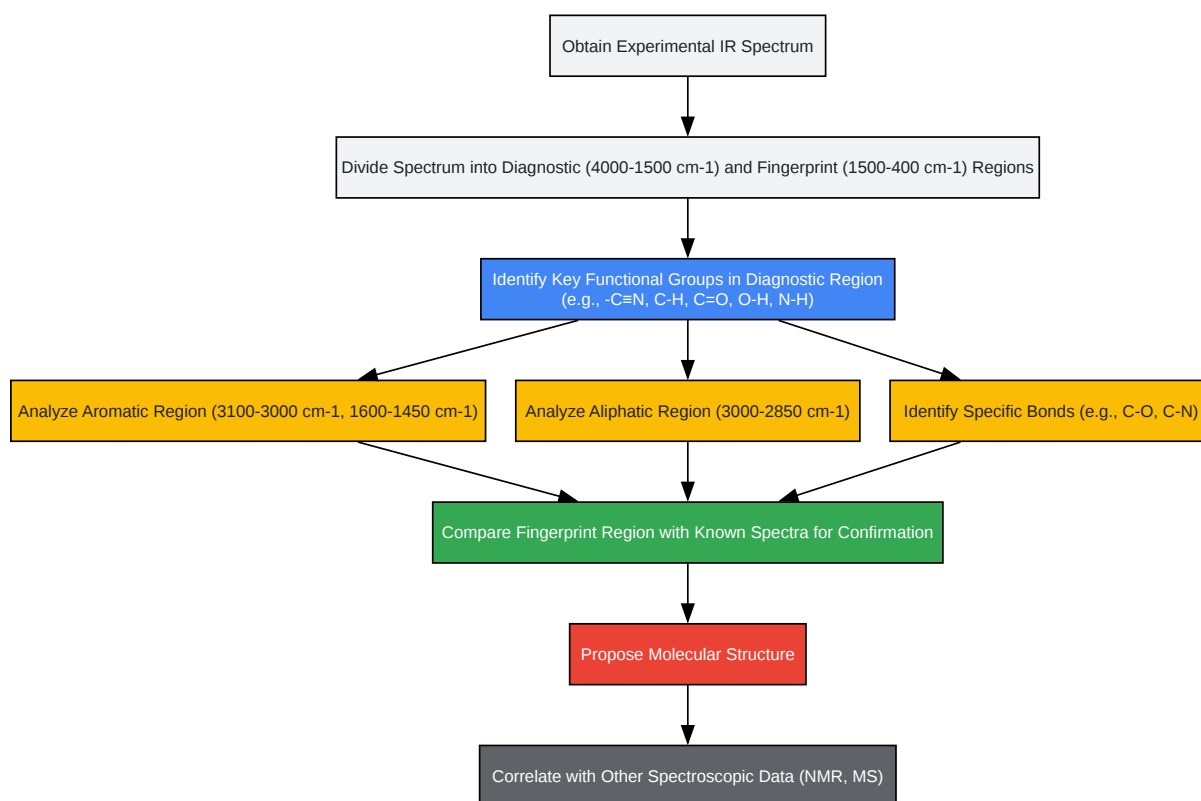 Obtain Experimental IR Spectrum
Divide Spectrum into Diagnostic (4000-1500 cm-1) and Fingerprint (1500-400 cm-1) Regions
Identify Key Functional Groups in Diagnostic Region
(e.g., -C≡N, C-H, C=O, O-H, N-H)
Analyze Aromatic Region (3100-3000 cm-1, 1600-1450 cm-1)
Analyze Aliphatic Region (3000-2850 cm-1)
Identify Specific Bonds (e.g., C-O, C-N)
Compare Fingerprint Region with Known Spectra for Confirmation
Propose Molecular Structure
Correlate with Other Spectroscopic Data (NMR, MS)